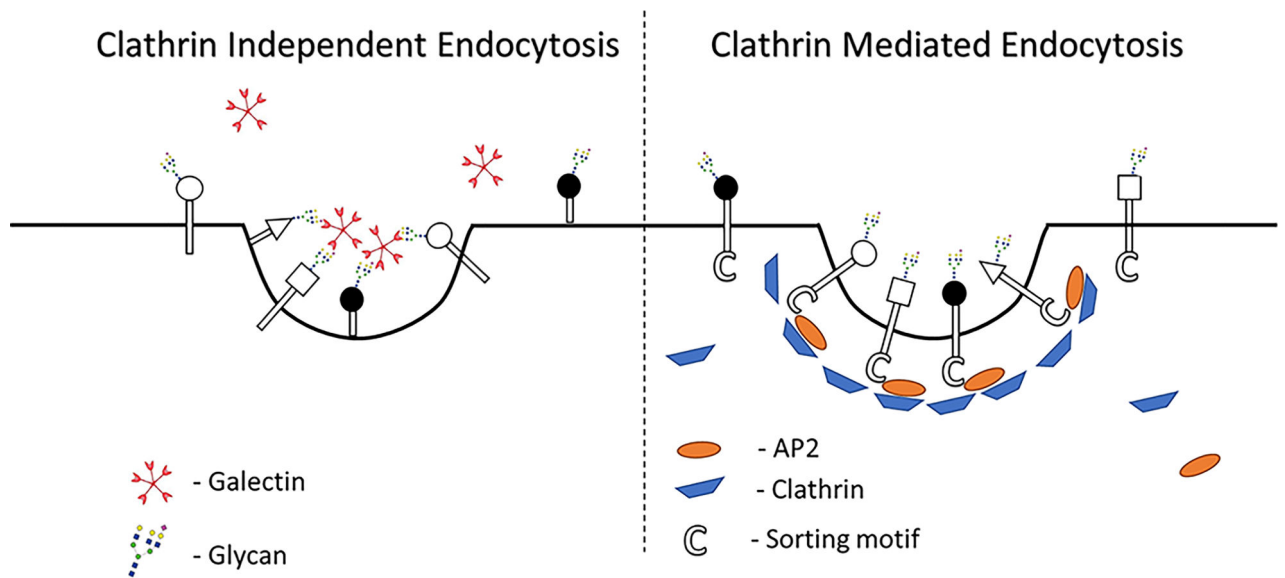 Clathrin Independent Endocytosis
Clathrin Mediated Endocytosis
- Galectin
- Glycan
- AP2
- Clathrin
C - Sorting motif